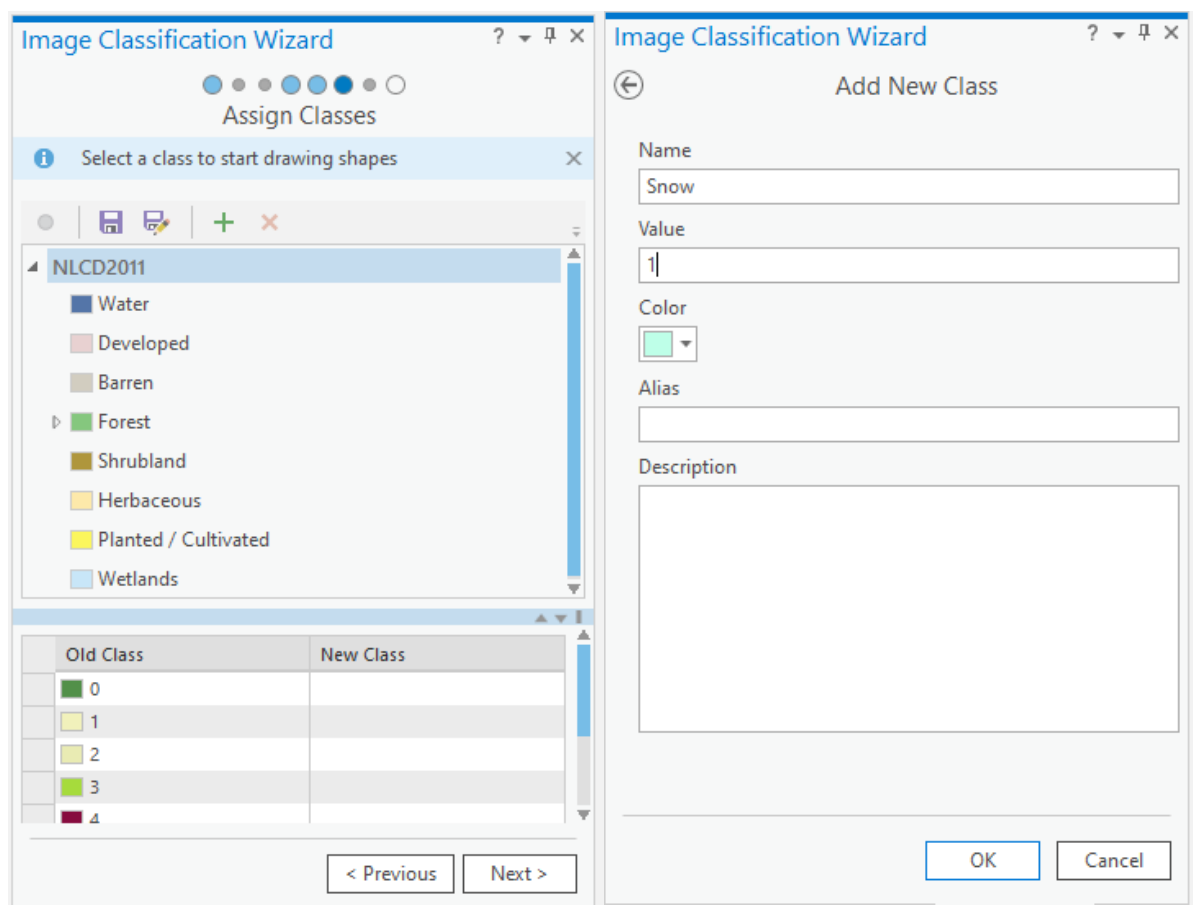 Image Classification Wizard
Assign Classes
Select a class to start drawing shapes
NLCD2011
Water
Developed
Barren
Forest
Shrubland
Herbaceous
Planted / Cultivated
Wetlands
Old Class New Class
0
1
2
3
4
< Previous Next >
Image Classification Wizard
Add New Class
Name
Snow
Value
1
Color
Alias
Description
OK Cancel